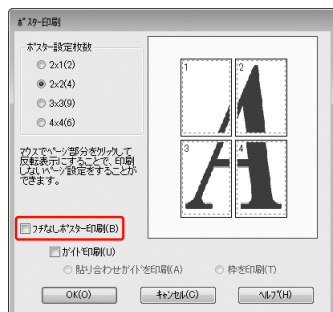 ﾎﾟｽﾀｰ印刷
ﾎﾟｽﾀｰ設定枚数
2x1(2)
2x2(4)
3x3(9)
4x4(6)
ﾏｳｽでﾍﾟｰｼﾞ部分をｸﾘｯｸして
反転表示にすることで、印刷
しないﾍﾟｰｼﾞ設定をすることが
できます。
1
2
3
4
ﾌﾁなしﾎﾟｽﾀｰ印刷(B)
ｶﾞｲﾄﾞ印刷(U)
貼り合わせｶﾞｲﾄﾞを印刷(A)
枠を印刷(T)
OK(O)
ｷｬﾝｾﾙ(C)
ﾍﾙﾌﾟ(H)